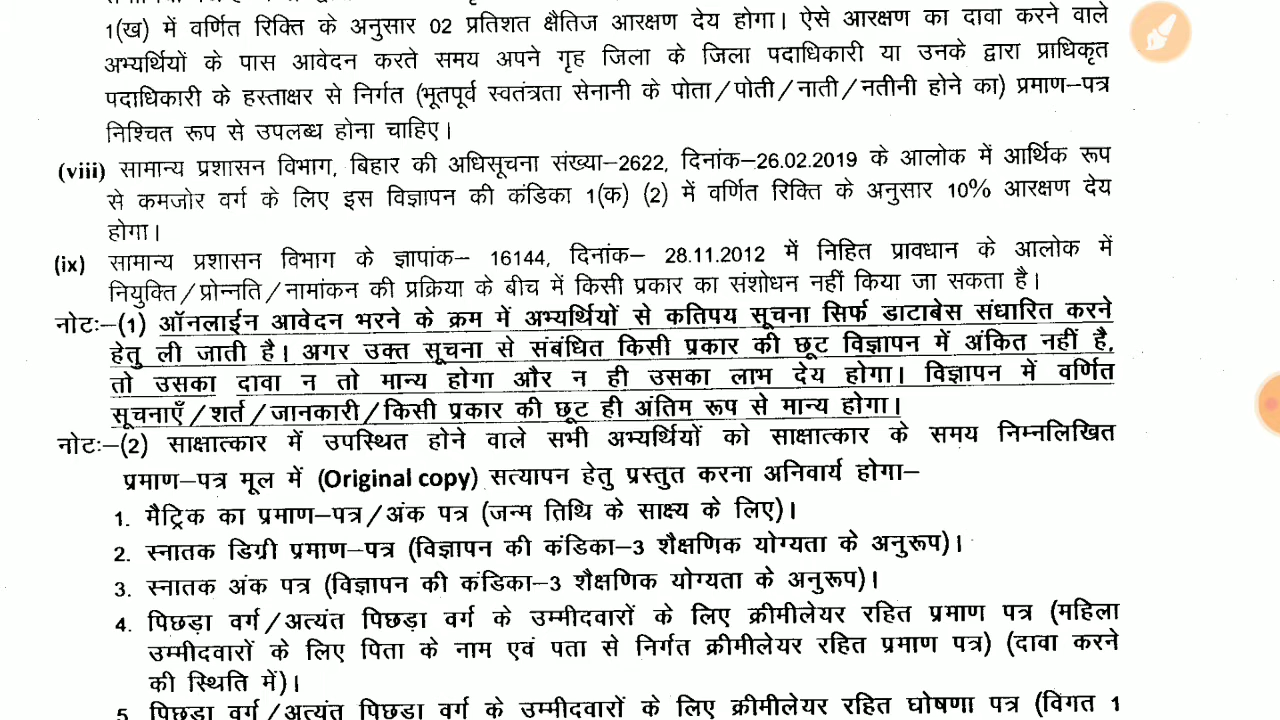 1(ख) में वर्णित रिक्ति के अनुसार 02 प्रतिशत क्षैतिज आरक्षण देय होगा। ऐसे आरक्षण का दावा करने वाले
अभ्यर्थियों के पास आवेदन करते समय अपने गृह जिला के जिला पदाधिकारी या उनके द्वारा प्राधिकृत
पदाधिकारी के हस्ताक्षर से निर्गत (भूतपूर्व स्वतंत्रता सेनानी के पोता/पोती/नाती/नतीनी होने का) प्रमाण–पत्र
निश्चित रूप से उपलब्ध होना चाहिए।
(viii) सामान्य प्रशासन विभाग, बिहार की अधिसूचना संख्या–2622, दिनांक–26.02.2019 के आलोक में आर्थिक रूप
से कमजोर वर्ग के लिए इस विज्ञापन की कंडिका 1(क) (2) में वर्णित रिक्ति के अनुसार 10% आरक्षण देय
होगा।
(ix) सामान्य प्रशासन विभाग के ज्ञापांक– 16144, दिनांक– 28.11.2012 में निहित प्रावधान के आलोक में
नियुक्ति/प्रोन्नति/नामांकन की प्रक्रिया के बीच में किसी प्रकार का संशोधन नहीं किया जा सकता है।
नोटः–(1) ऑनलाईन आवेदन भरने के क्रम में अभ्यर्थियों से कतिपय सूचना सिर्फ डाटाबेस संधारित करने
हेतु ली जाती है। अगर उक्त सूचना से संबंधित किसी प्रकार की छूट विज्ञापन में अंकित नहीं है,
तो उसका दावा न तो मान्य होगा और न ही उसका लाभ देय होगा। विज्ञापन में वर्णित
सूचनाएँ/शर्त/जानकारी/किसी प्रकार की छूट ही अंतिम रूप से मान्य होगा।
नोटः–(2) साक्षात्कार में उपस्थित होने वाले सभी अभ्यर्थियों को साक्षात्कार के समय निम्नलिखित
प्रमाण–पत्र मूल में (Original copy) सत्यापन हेतु प्रस्तुत करना अनिवार्य होगा–
1. मैट्रिक का प्रमाण–पत्र/अंक पत्र (जन्म तिथि के साक्ष्य के लिए)।
2. स्नातक डिग्री प्रमाण–पत्र (विज्ञापन की कंडिका–3 शैक्षणिक योग्यता के अनुरूप)।
3. स्नातक अंक पत्र (विज्ञापन की कंडिका–3 शैक्षणिक योग्यता के अनुरूप)।
4. पिछड़ा वर्ग/अत्यंत पिछड़ा वर्ग के उम्मीदवारों के लिए क्रीमीलेयर रहित प्रमाण पत्र (महिला
उम्मीदवारों के लिए पिता के नाम एवं पता से निर्गत क्रीमीलेयर रहित प्रमाण पत्र) (दावा करने
की स्थिति में)।
5. पिछड़ा वर्ग/अत्यंत पिछड़ा वर्ग के उम्मीदवारों के लिए क्रीमीलेयर रहित घोषणा पत्र (विगत 1